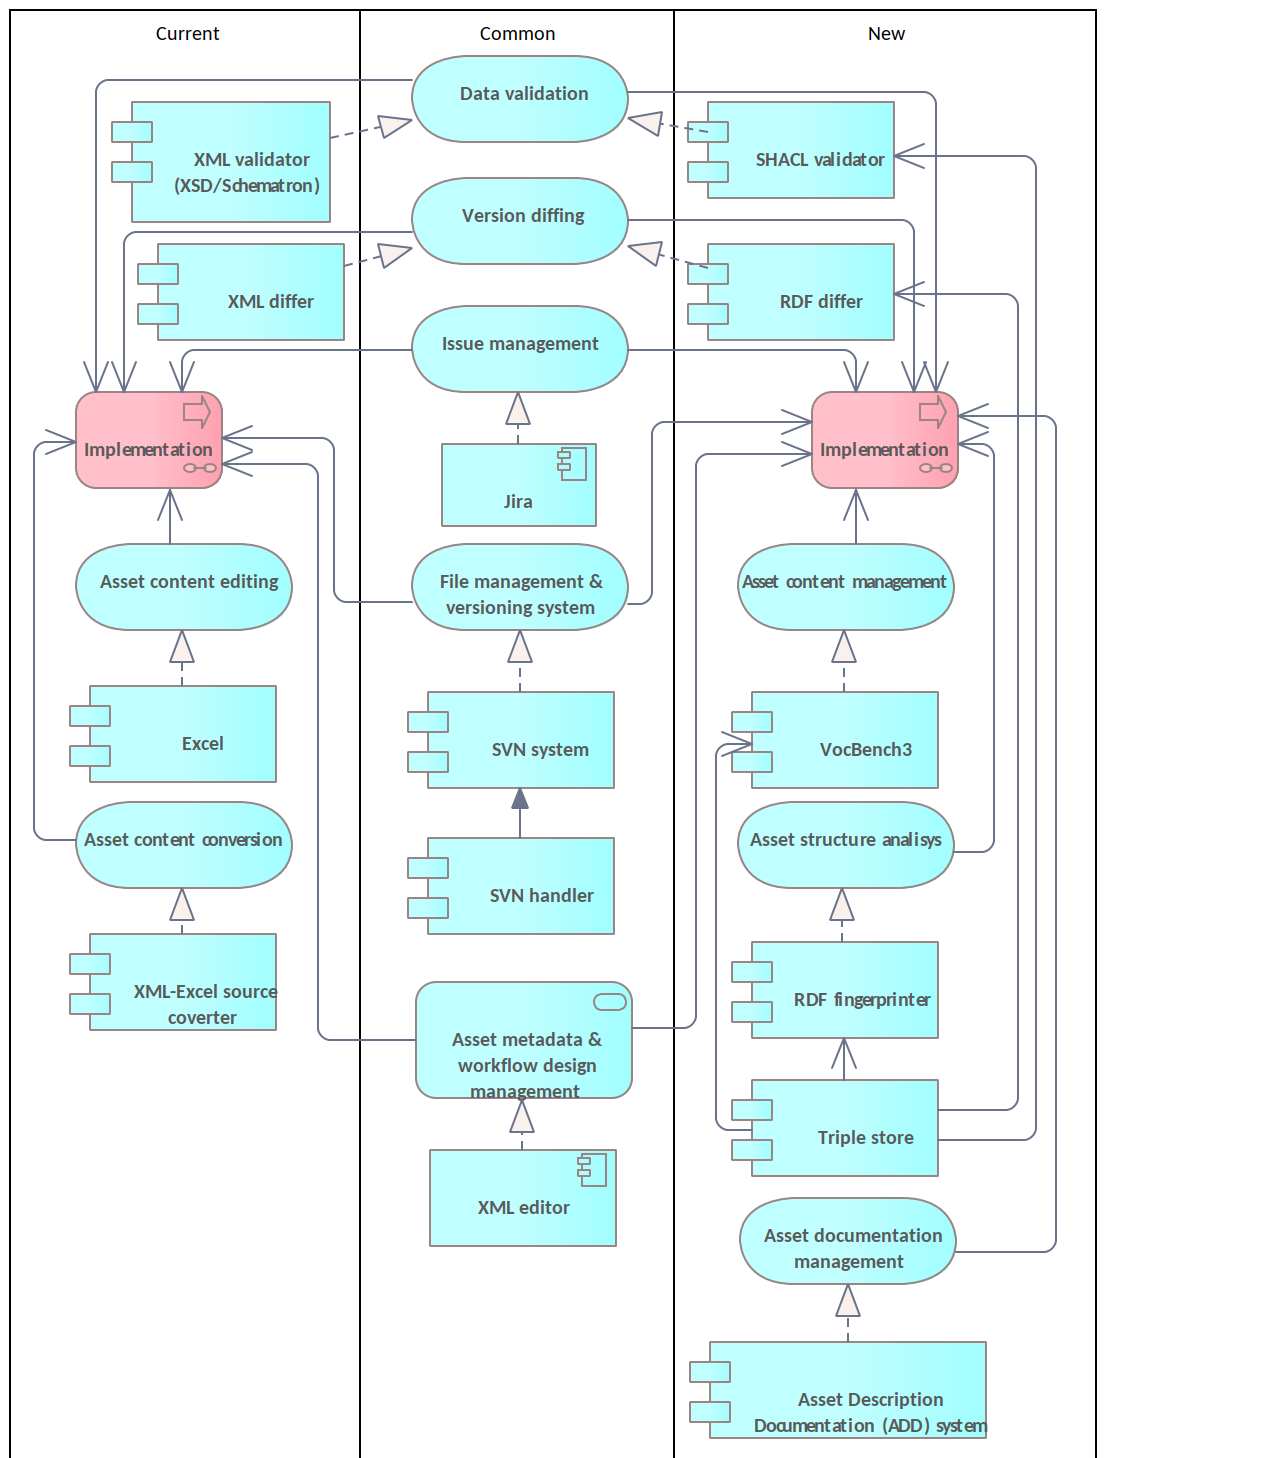 Current
Common
New
Data validation
XML validator
(XSD/Schematron)
SHACL validator
Version diffing
XML differ
RDF differ
Issue management
Implementation
Implementation
Jira
Asset content editing
File management &
versioning system
Asset content management
Excel
SVN system
VocBench3
Asset content conversion
Asset structure analisys
SVN handler
XML-Excel source
coverter
RDF fingerprinter
Asset metadata &
workflow design
management
Triple store
XML editor
Asset documentation
management
Asset Description
Documentation (ADD) system